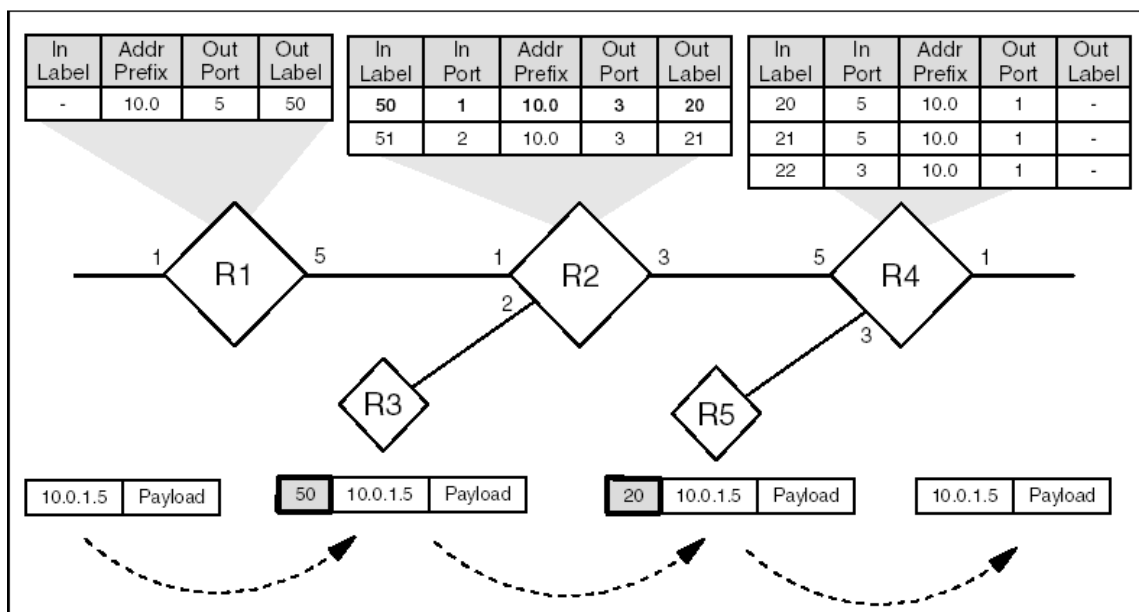 In Label Addr Prefix Out Port Out Label
- 10.0 5 50
In Label In Port Addr Prefix Out Port Out Label
50 1 10.0 3 20
51 2 10.0 3 21
In Label In Port Addr Prefix Out Port Out Label
20 5 10.0 1 -
21 5 10.0 1 -
22 3 10.0 1 -
1 R1 5 1 R2 3 5 R4 1
2 3
R3 R5
10.0.1.5 Payload
50 10.0.1.5 Payload
20 10.0.1.5 Payload
10.0.1.5 Payload